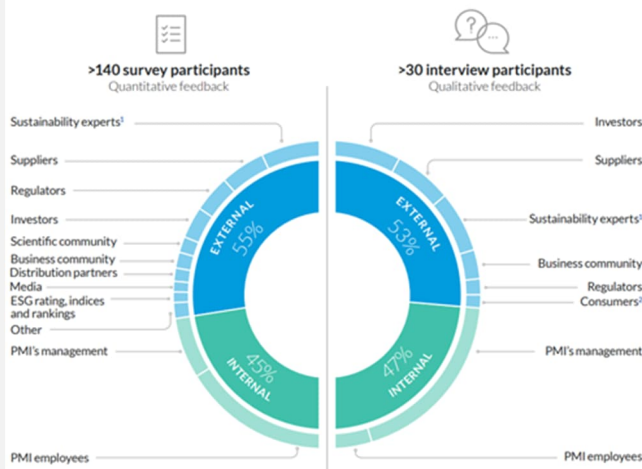 >140 survey participants
Quantitative feedback
Sustainability experts¹
Suppliers
Regulators
Investors
Scientific community
Business community
Distribution partners
Media
ESG rating, indices
and rankings
Other
PMI's management
PMI employees
EXTERNAL
55%
45%
INTERNAL
>30 interview participants
Qualitative feedback
Investors
Suppliers
Sustainability experts¹
Business community
Regulators
Consumers²
PMI's management
PMI employees
EXTERNAL
53%
47%
INTERNAL